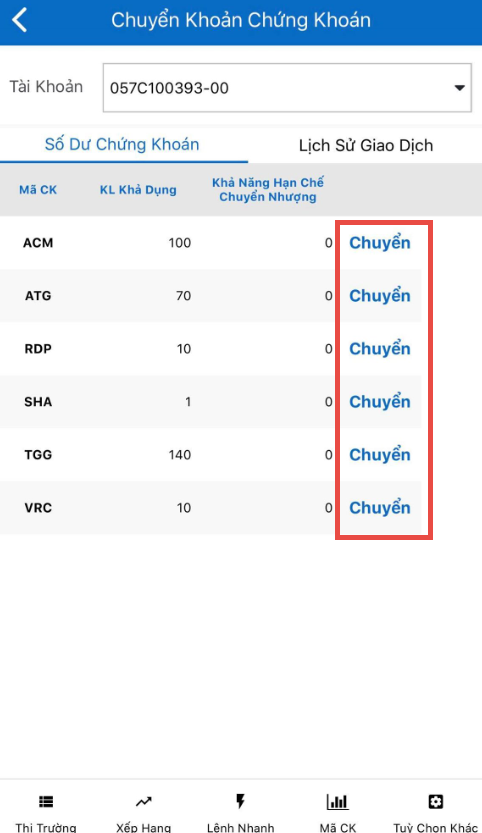 Chuyển Khoản Chứng Khoán
Tài Khoản 057C100393-00
Số Dư Chứng Khoán Lịch Sử Giao Dịch
Mã CK KL Khả Dụng Khả Năng Hạn Chế
Chuyển Nhượng
ACM 100 0 Chuyển
ATG 70 0 Chuyển
RDP 10 0 Chuyển
SHA 1 0 Chuyển
TGG 140 0 Chuyển
VRC 10 0 Chuyển
Thị Trường Xếp Hạng Lệnh Nhanh Mã CK Tuỳ Chọn Khác